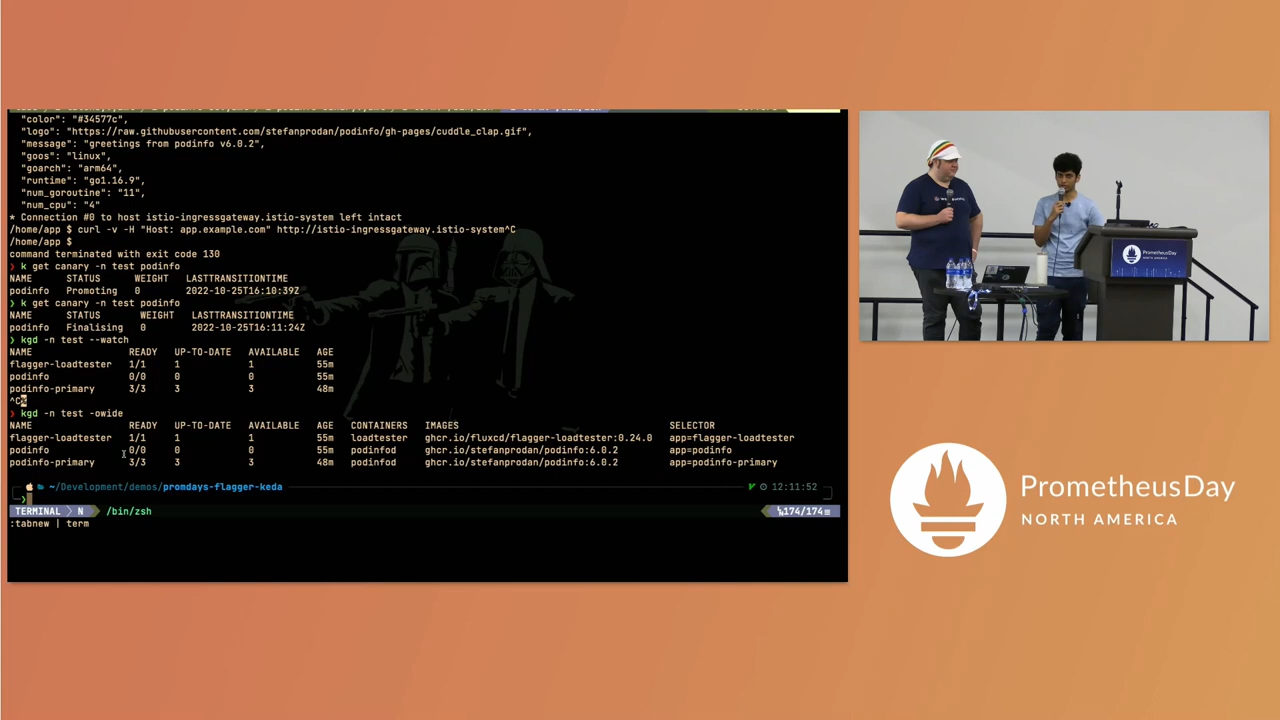 "color": "#34577c",
"logo": "https://raw.githubusercontent.com/stefanprodan/podinfo/gh-pages/cuddle_clap.gif",
"message": "greetings from podinfo v6.0.2",
"goos": "linux",
"goarch": "arm64",
"runtime": "go1.16.9",
"num_goroutine": "11",
"num_cpu": "4"
* Connection #0 to host istio-ingressgateway.istio-system left intact
/home/app $ curl -v -H "Host: app.example.com" http://istio-ingressgateway.istio-system^C
/home/app $
command terminated with exit code 130
❯ k get canary -n test podinfo
NAME STATUS WEIGHT LASTTRANSITIONTIME
podinfo Promoting 0 2022-10-25T16:10:39Z
❯ k get canary -n test podinfo
NAME STATUS WEIGHT LASTTRANSITIONTIME
podinfo Finalising 0 2022-10-25T16:11:24Z
❯ kgd -n test --watch
NAME READY UP-TO-DATE AVAILABLE AGE
flagger-loadtester 1/1 1 1 55m
podinfo 0/0 0 0 55m
podinfo-primary 3/3 3 3 48m
^C%
❯ kgd -n test -owide
NAME READY UP-TO-DATE AVAILABLE AGE CONTAINERS IMAGES SELECTOR
flagger-loadtester 1/1 1 1 55m loadtester ghcr.io/fluxcd/flagger-loadtester:0.24.0 app=flagger-loadtester
podinfo 0/0 0 0 55m podinfod ghcr.io/stefanprodan/podinfo:6.0.2 app=podinfo
podinfo-primary 3/3 3 3 48m podinfod ghcr.io/stefanprodan/podinfo:6.0.2 app=podinfo-primary
~/Development/demos/promdays-flagger-keda 12:11:52
❯
TERMINAL N /bin/zsh 174/174
:tabnew | term
PrometheusDay
NORTH AMERICA
PrometheusDay
NORTH AMERICA